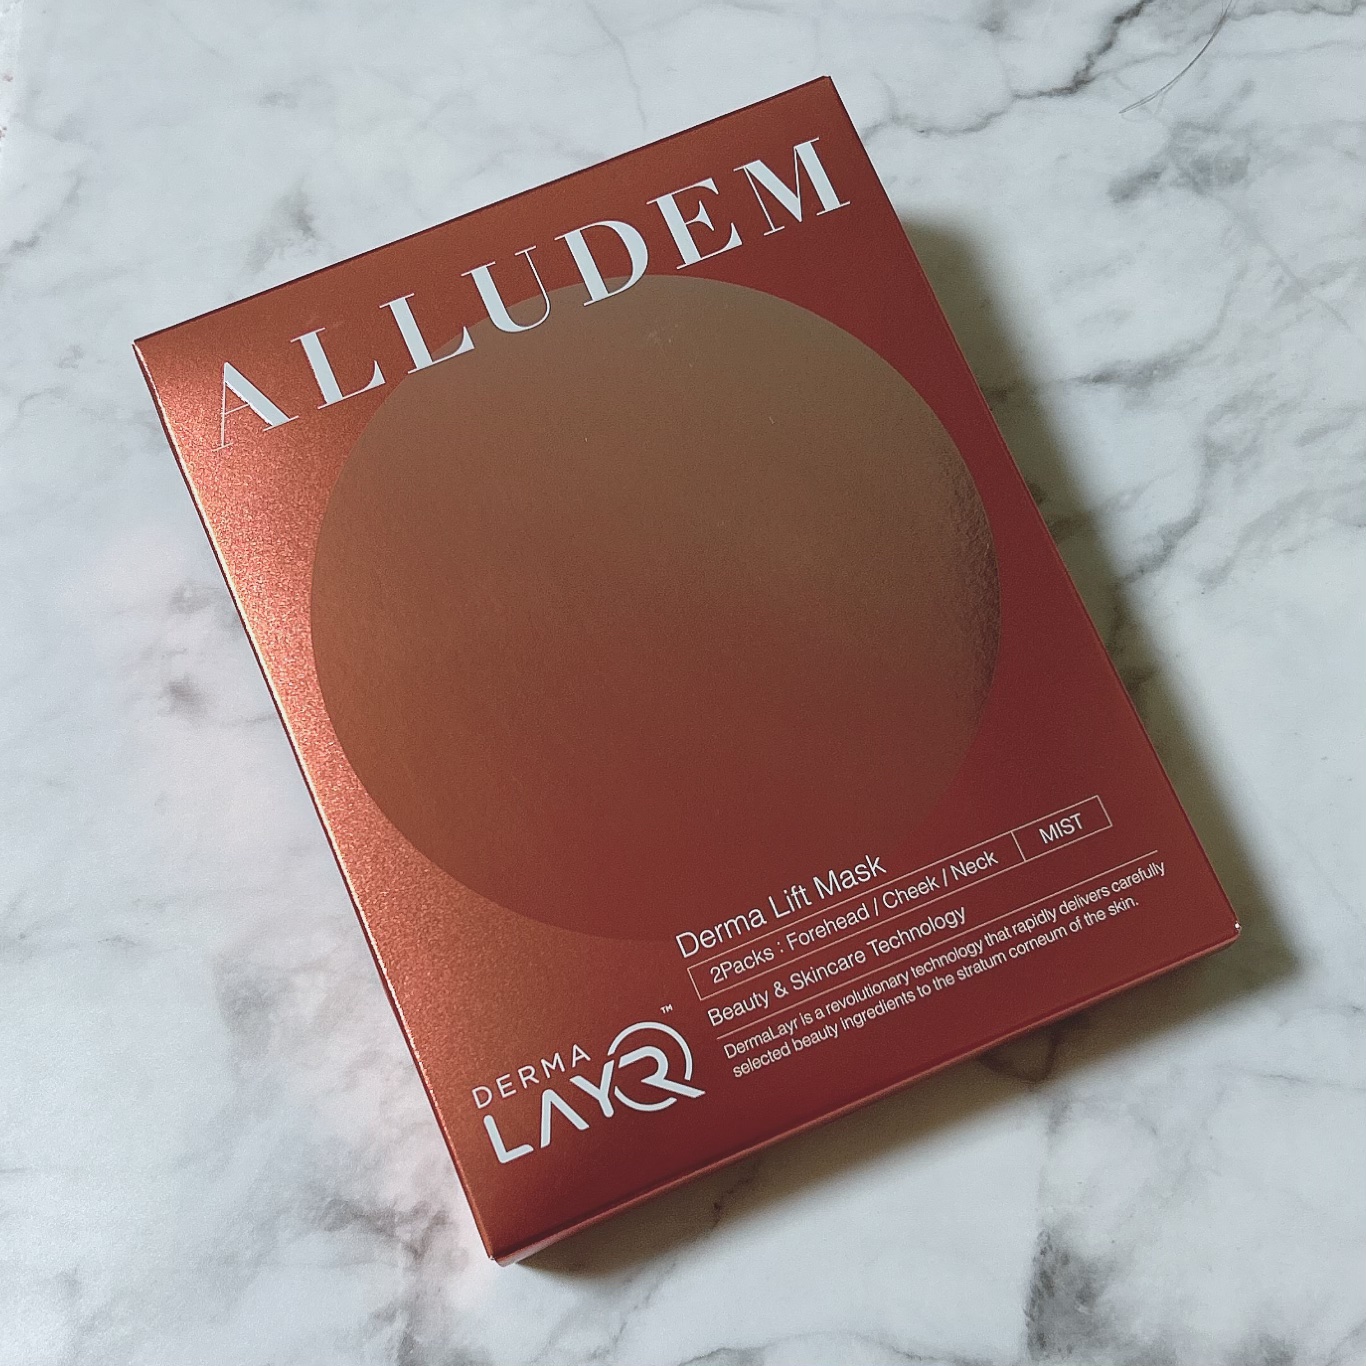 ALLUDEM
Derma Lift Mask
2Packs : Forehead / Cheek / Neck MIST
Beauty & Skincare Technology
DermaLayr is a revolutionary technology that rapidly delivers carefully
selected beauty ingredients to the stratum corneum of the skin.
DERMA
LAYR™